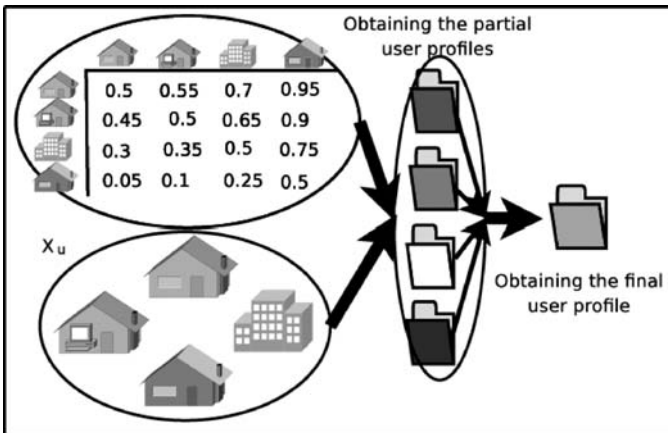 Obtaining the partial
user profiles
0.5 0.55 0.7 0.95
0.45 0.5 0.65 0.9
0.3 0.35 0.5 0.75
0.05 0.1 0.25 0.5
Xu
Obtaining the final
user profile